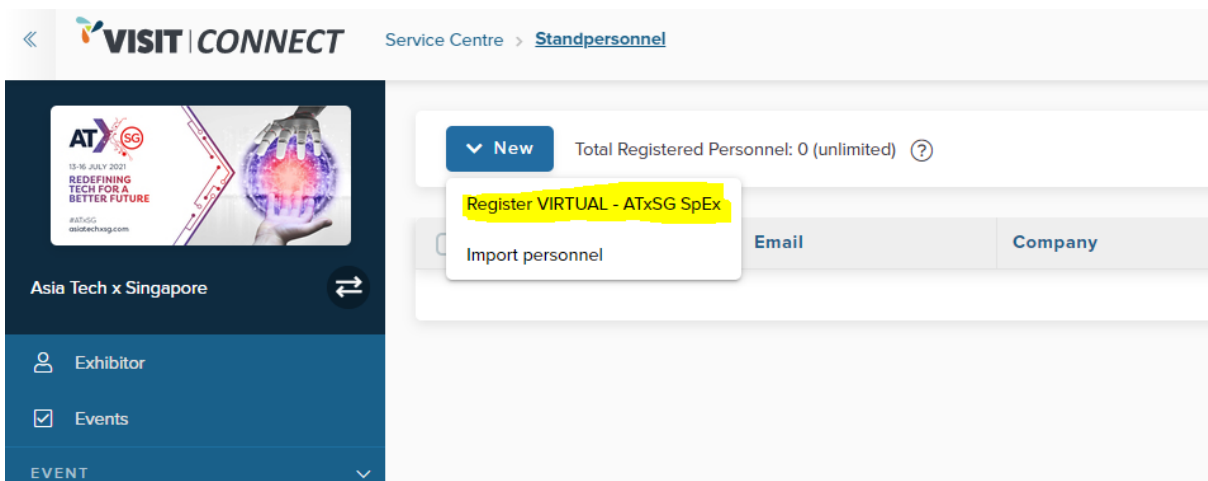 VISIT | CONNECT
Service Centre > Standpersonnel
ATX SG
13-16 JULY 2021
REDEFINING
TECH FOR A
BETTER FUTURE
#ATxSG
asiatechxsg.com
Asia Tech x Singapore
Exhibitor
Events
EVENT
New
Total Registered Personnel: 0 (unlimited) ?
Register VIRTUAL - ATxSG SpEx
Import personnel
Email
Company